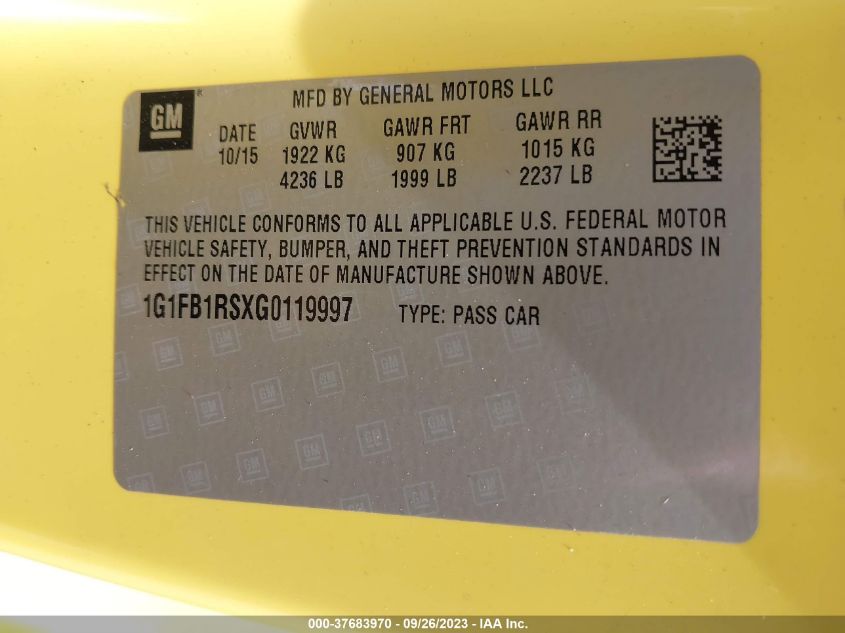 GM
MFD BY GENERAL MOTORS LLC
DATE GVWR GAWR FRT GAWR RR
10/15 1922 KG 907 KG 1015 KG
4236 LB 1999 LB 2237 LB
THIS VEHICLE CONFORMS TO ALL APPLICABLE U.S. FEDERAL MOTOR
VEHICLE SAFETY, BUMPER, AND THEFT PREVENTION STANDARDS IN
EFFECT ON THE DATE OF MANUFACTURE SHOWN ABOVE.
1G1FB1RSXG0119997 TYPE: PASS CAR
000-37683970 - 09/26/2023 - IAA Inc.